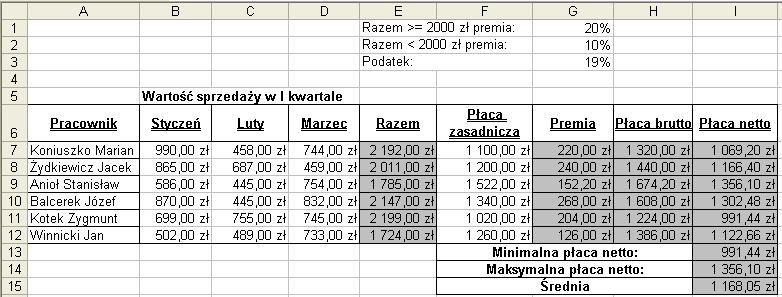 A B C D E F G H I
1 Razem >= 2000 zł premia: 20%
2 Razem < 2000 zł premia: 10%
3 Podatek: 19%
4
5 Wartość sprzedaży w I kwartale
6 Pracownik Styczeń Luty Marzec Razem Płaca zasadnicza Premia Płaca brutto Płaca netto
7 Koniuszko Marian 990,00 zł 458,00 zł 744,00 zł 2 192,00 zł 1 100,00 zł 220,00 zł 1 320,00 zł 1 069,20 zł
8 Żydkiewicz Jacek 865,00 zł 687,00 zł 459,00 zł 2 011,00 zł 1 200,00 zł 240,00 zł 1 440,00 zł 1 166,40 zł
9 Anioł Stanisław 586,00 zł 445,00 zł 754,00 zł 1 785,00 zł 1 522,00 zł 152,20 zł 1 674,20 zł 1 356,10 zł
10 Balcerek Józef 870,00 zł 445,00 zł 832,00 zł 2 147,00 zł 1 340,00 zł 268,00 zł 1 608,00 zł 1 302,48 zł
11 Kotek Zygmunt 699,00 zł 755,00 zł 745,00 zł 2 199,00 zł 1 020,00 zł 204,00 zł 1 224,00 zł 991,44 zł
12 Winnicki Jan 502,00 zł 489,00 zł 733,00 zł 1 724,00 zł 1 260,00 zł 126,00 zł 1 386,00 zł 1 122,66 zł
13 Minimalna płaca netto: 991,44 zł
14 Maksymalna płaca netto: 1 356,10 zł
15 Średnia 1 168,05 zł